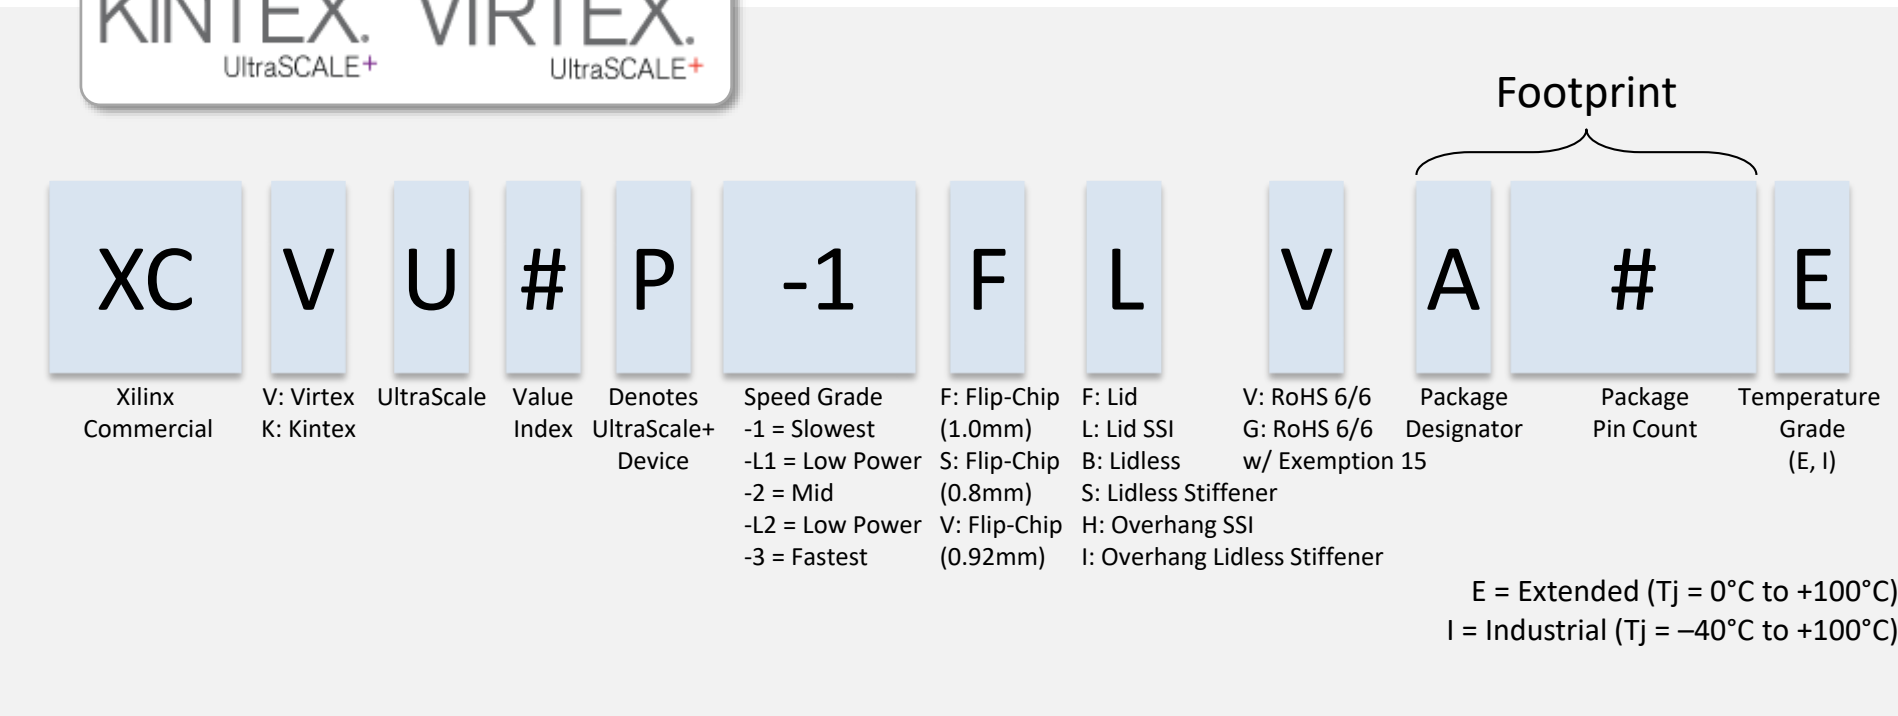 KINTEX. VIRTEX.
UltraSCALE+ UltraSCALE+
Footprint
XC V U # P -1 F L V A # E
Xilinx
Commercial
V: Virtex
K: Kintex
UltraScale
Value
Index
Denotes
UltraScale+
Device
Speed Grade
-1 = Slowest
-L1 = Low Power
-2 = Mid
-L2 = Low Power
-3 = Fastest
F: Flip-Chip
(1.0mm)
S: Flip-Chip
(0.8mm)
V: Flip-Chip
(0.92mm)
F: Lid
L: Lid SSI
B: Lidless
S: Lidless Stiffener
H: Overhang SSI
I: Overhang Lidless Stiffener
V: RoHS 6/6
G: RoHS 6/6
w/ Exemption 15
Package
Designator
Package
Pin Count
Temperature
Grade
(E, I)
E = Extended (Tj = 0°C to +100°C)
I = Industrial (Tj = –40°C to +100°C)